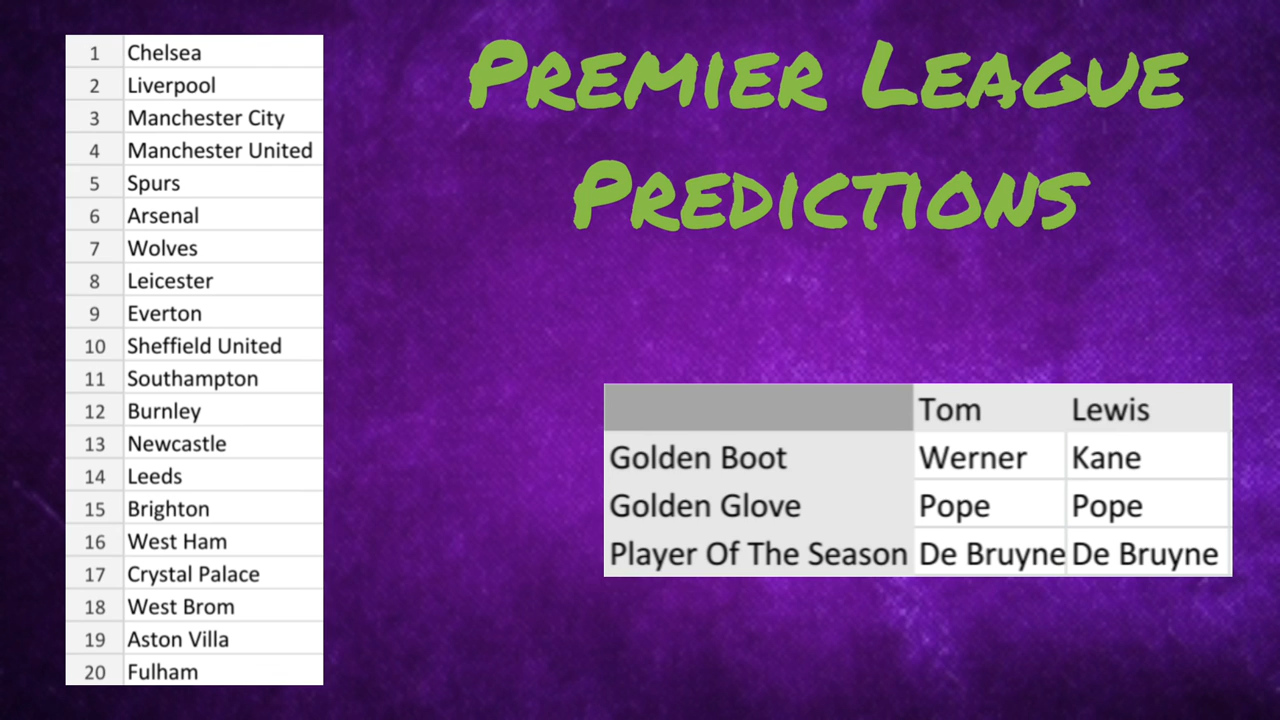 1 Chelsea
2 Liverpool
3 Manchester City
4 Manchester United
5 Spurs
6 Arsenal
7 Wolves
8 Leicester
9 Everton
10 Sheffield United
11 Southampton
12 Burnley
13 Newcastle
14 Leeds
15 Brighton
16 West Ham
17 Crystal Palace
18 West Brom
19 Aston Villa
20 Fulham
Premier League
Predictions
Tom Lewis
Golden Boot Werner Kane
Golden Glove Pope Pope
Player Of The Season De Bruyne De Bruyne